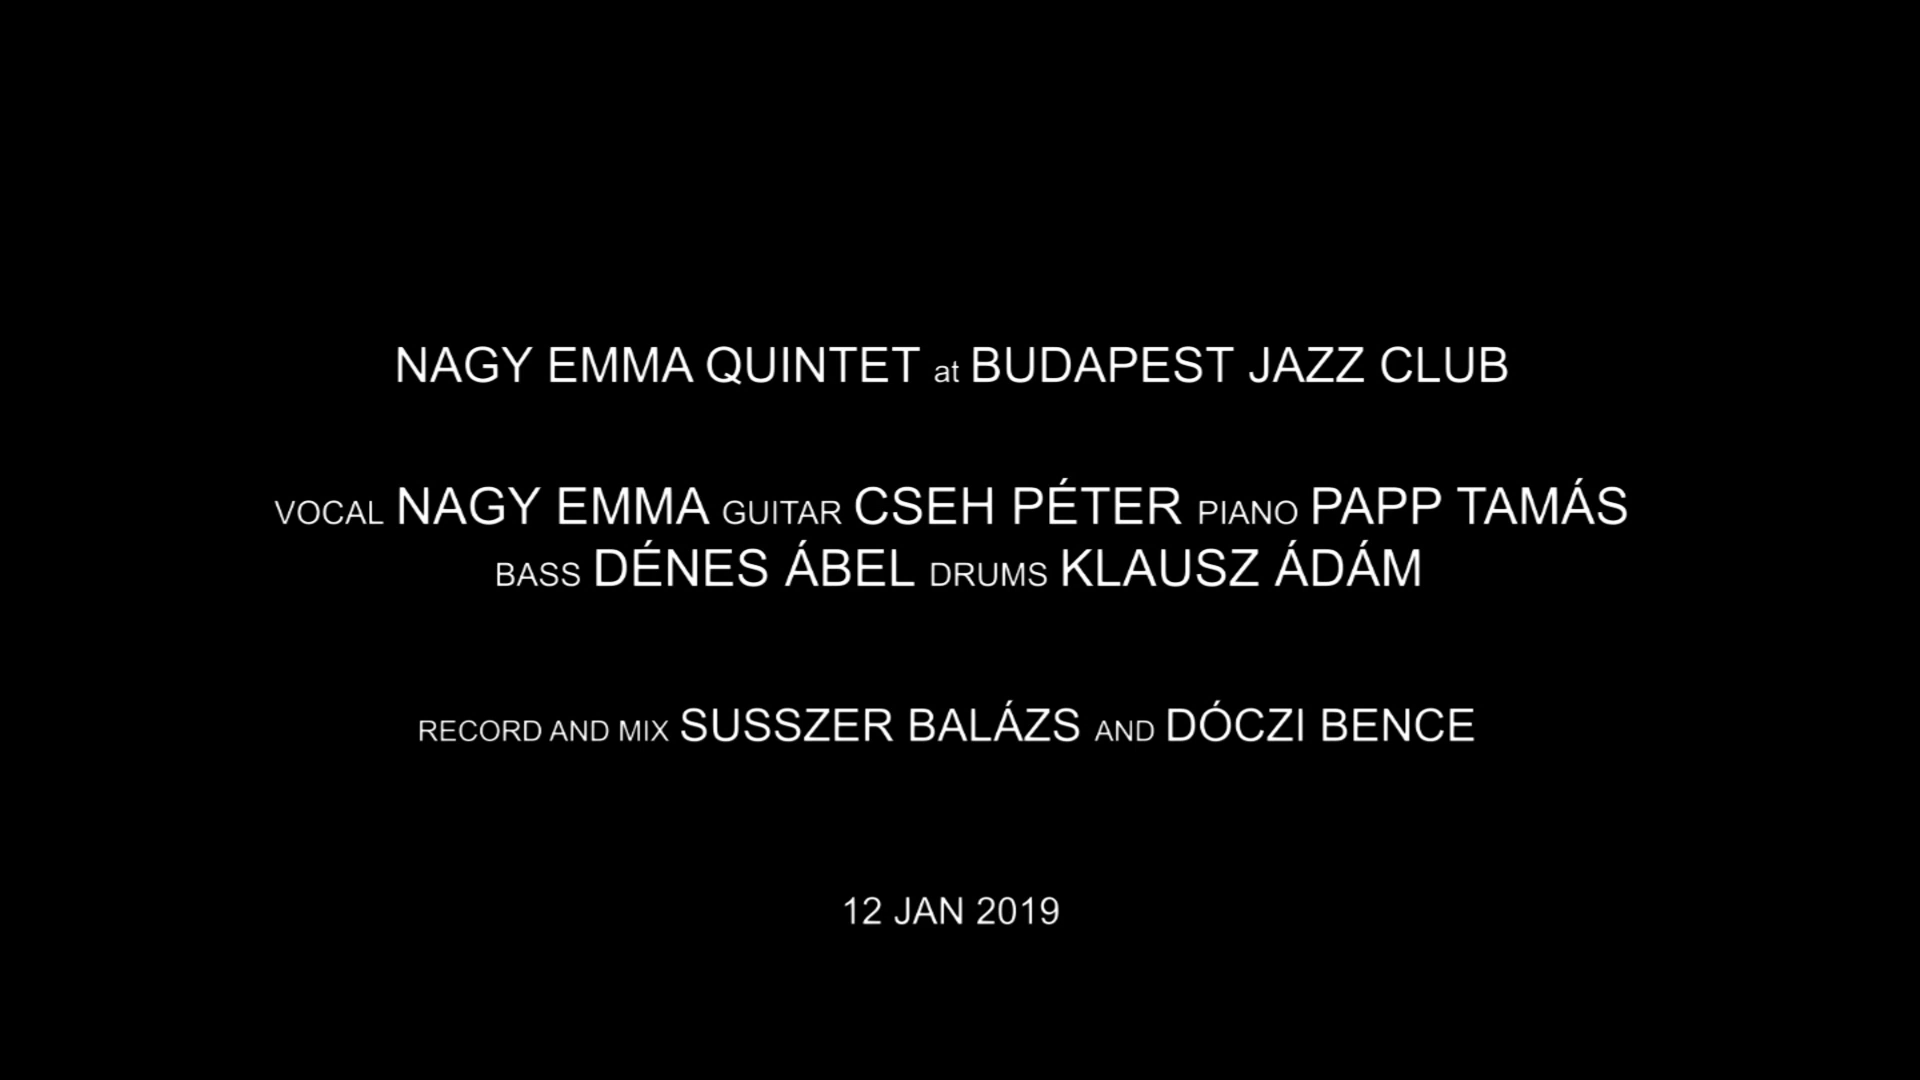 NAGY EMMA QUINTET at BUDAPEST JAZZ CLUB
VOCAL NAGY EMMA GUITAR CSEH PÉTER PIANO PAPP TAMÁS
BASS DÉNES ÁBEL DRUMS KLAUSZ ÁDÁM
RECORD AND MIX SUSSZER BALÁZS AND DÓCZI BENCE
12 JAN 2019